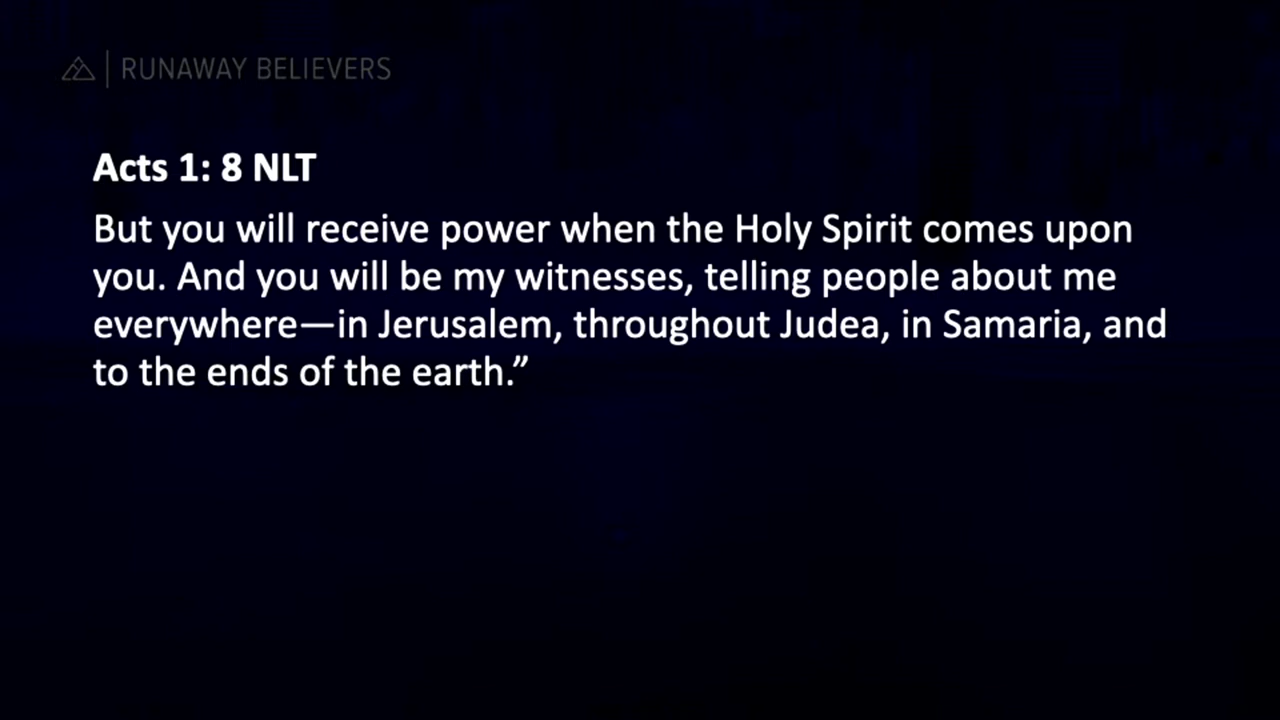 RUNAWAY BELIEVERS
Acts 1: 8 NLT
But you will receive power when the Holy Spirit comes upon
you. And you will be my witnesses, telling people about me
everywhere—in Jerusalem, throughout Judea, in Samaria, and
to the ends of the earth.”